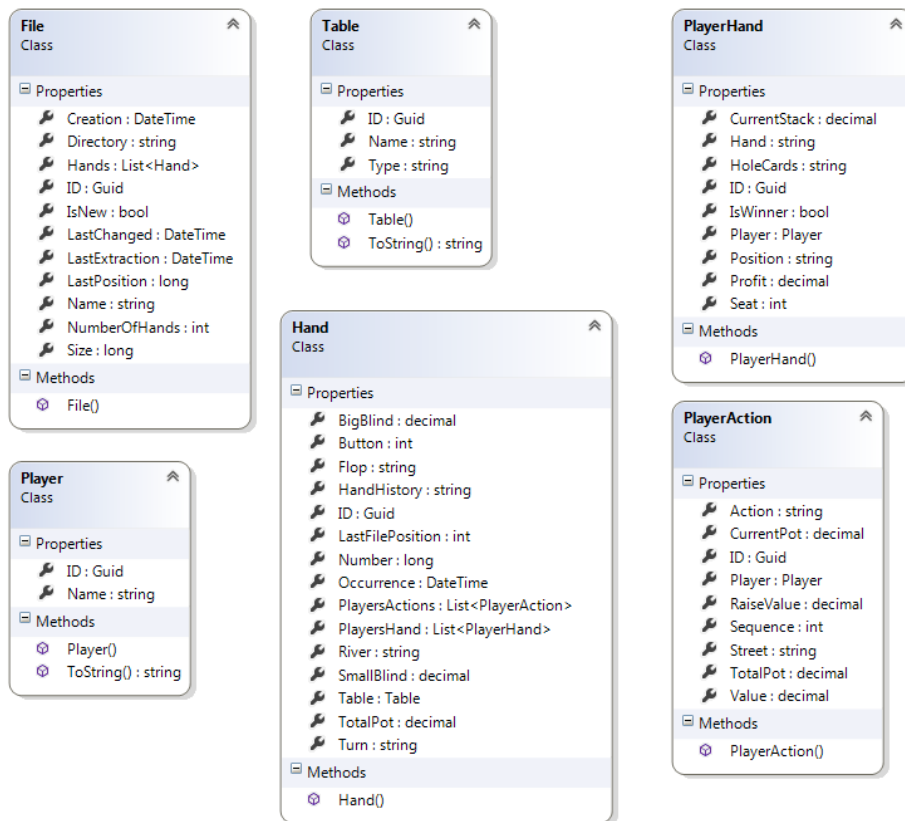 File
Class
Properties
Creation : DateTime
Directory : string
Hands : List<Hand>
ID : Guid
IsNew : bool
LastChanged : DateTime
LastExtraction : DateTime
LastPosition : long
Name : string
NumberOfHands : int
Size : long
Methods
File()
Table
Class
Properties
ID : Guid
Name : string
Type : string
Methods
Table()
ToString() : string
PlayerHand
Class
Properties
CurrentStack : decimal
Hand : string
HoleCards : string
ID : Guid
IsWinner : bool
Player : Player
Position : string
Profit : decimal
Seat : int
Methods
PlayerHand()
Hand
Class
Properties
BigBlind : decimal
Button : int
Flop : string
HandHistory : string
ID : Guid
LastFilePosition : int
Number : long
Occurrence : DateTime
PlayersActions : List<PlayerAction>
PlayersHand : List<PlayerHand>
River : string
SmallBlind : decimal
Table : Table
TotalPot : decimal
Turn : string
Methods
Hand()
Player
Class
Properties
ID : Guid
Name : string
Methods
Player()
ToString() : string
PlayerAction
Class
Properties
Action : string
CurrentPot : decimal
ID : Guid
Player : Player
RaiseValue : decimal
Sequence : int
Street : string
TotalPot : decimal
Value : decimal
Methods
PlayerAction()